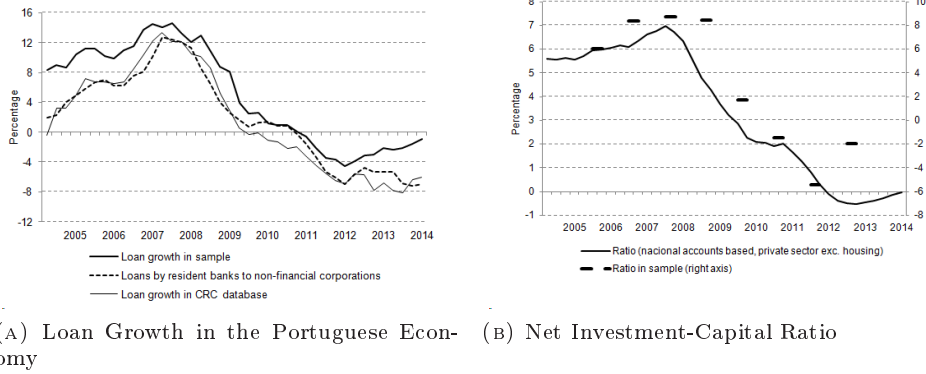 16
12
8
4
0
-4
-8
-12
Percentage
2005 2006 2007 2008 2009 2010 2011 2012 2013 2014
Loan growth in sample
Loans by resident banks to non-financial corporations
Loan growth in CRC database
(A) Loan Growth in the Portuguese Econ-
omy
8
7
6
5
4
3
2
1
0
-1
Percentage
10
8
6
4
2
0
-2
-4
-6
-8
2005 2006 2007 2008 2009 2010 2011 2012 2013 2014
Ratio (nacional accounts based, private sector exc. housing)
Ratio in sample (right axis)
(B) Net Investment-Capital Ratio